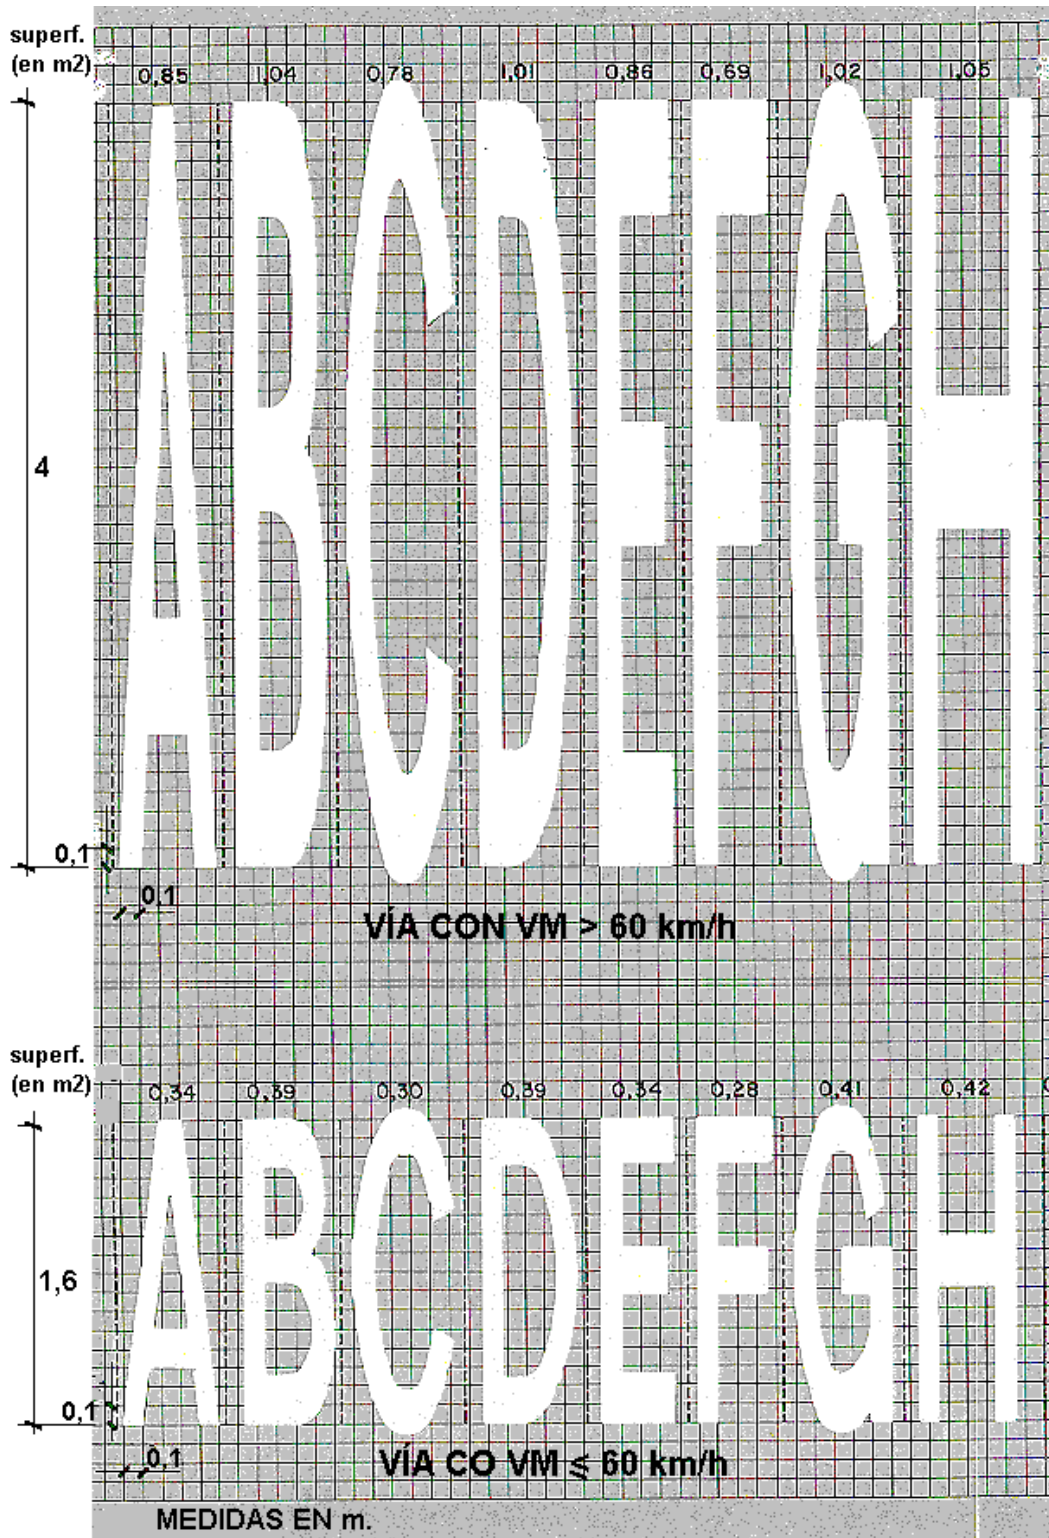 superf.
(en m2)
0,85 1,04 0,78 1,01 0,86 0,69 1,02 1,05
A B C D E F G H
4
0,1
0,1
VÍA CON VM > 60 km/h
superf.
(en m2)
0,34 0,39 0,30 0,39 0,34 0,28 0,41 0,42
A B C D E F G H
1,6
0,1
0,1
VÍA CO VM ≤ 60 km/h
MEDIDAS EN m.